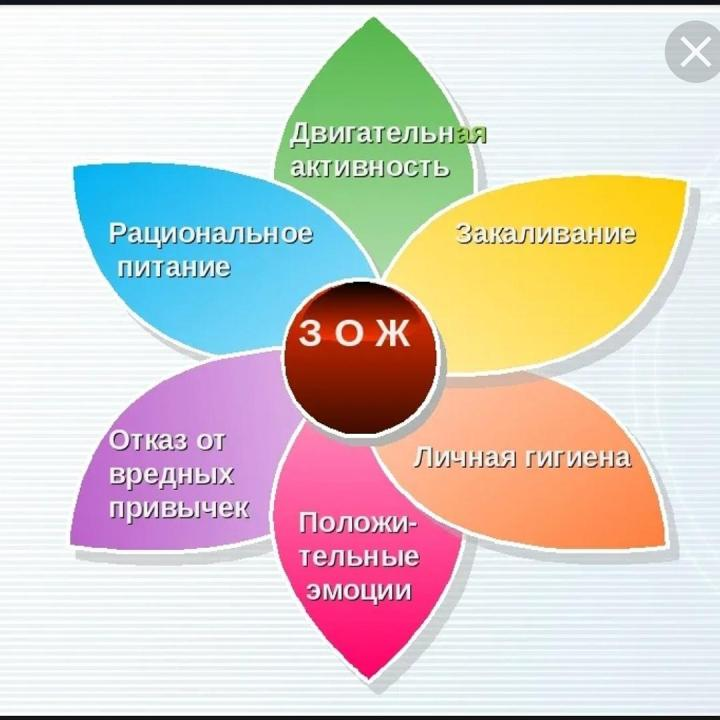 Двигательная
активность
Рациональное
питание
Закаливание
З О Ж
Отказ от
вредных
привычек
Личная гигиена
Положи-
тельные
эмоции